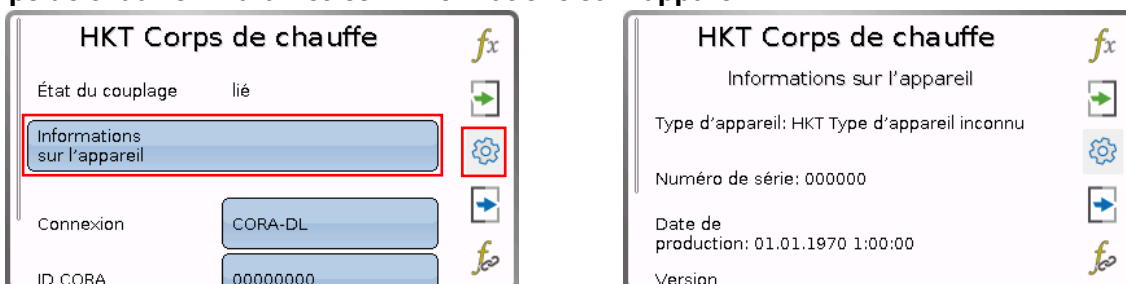 HKT Corps de chauffe
fx
État du couplage lié
Informations
sur l'appareil
Connexion CORA-DL
ID CORA 00000000
HKT Corps de chauffe
fx
Informations sur l'appareil
Type d'appareil: HKT Type d'appareil inconnu
Numéro de série: 000000
Date de
production: 01.01.1970 1:00:00
Version